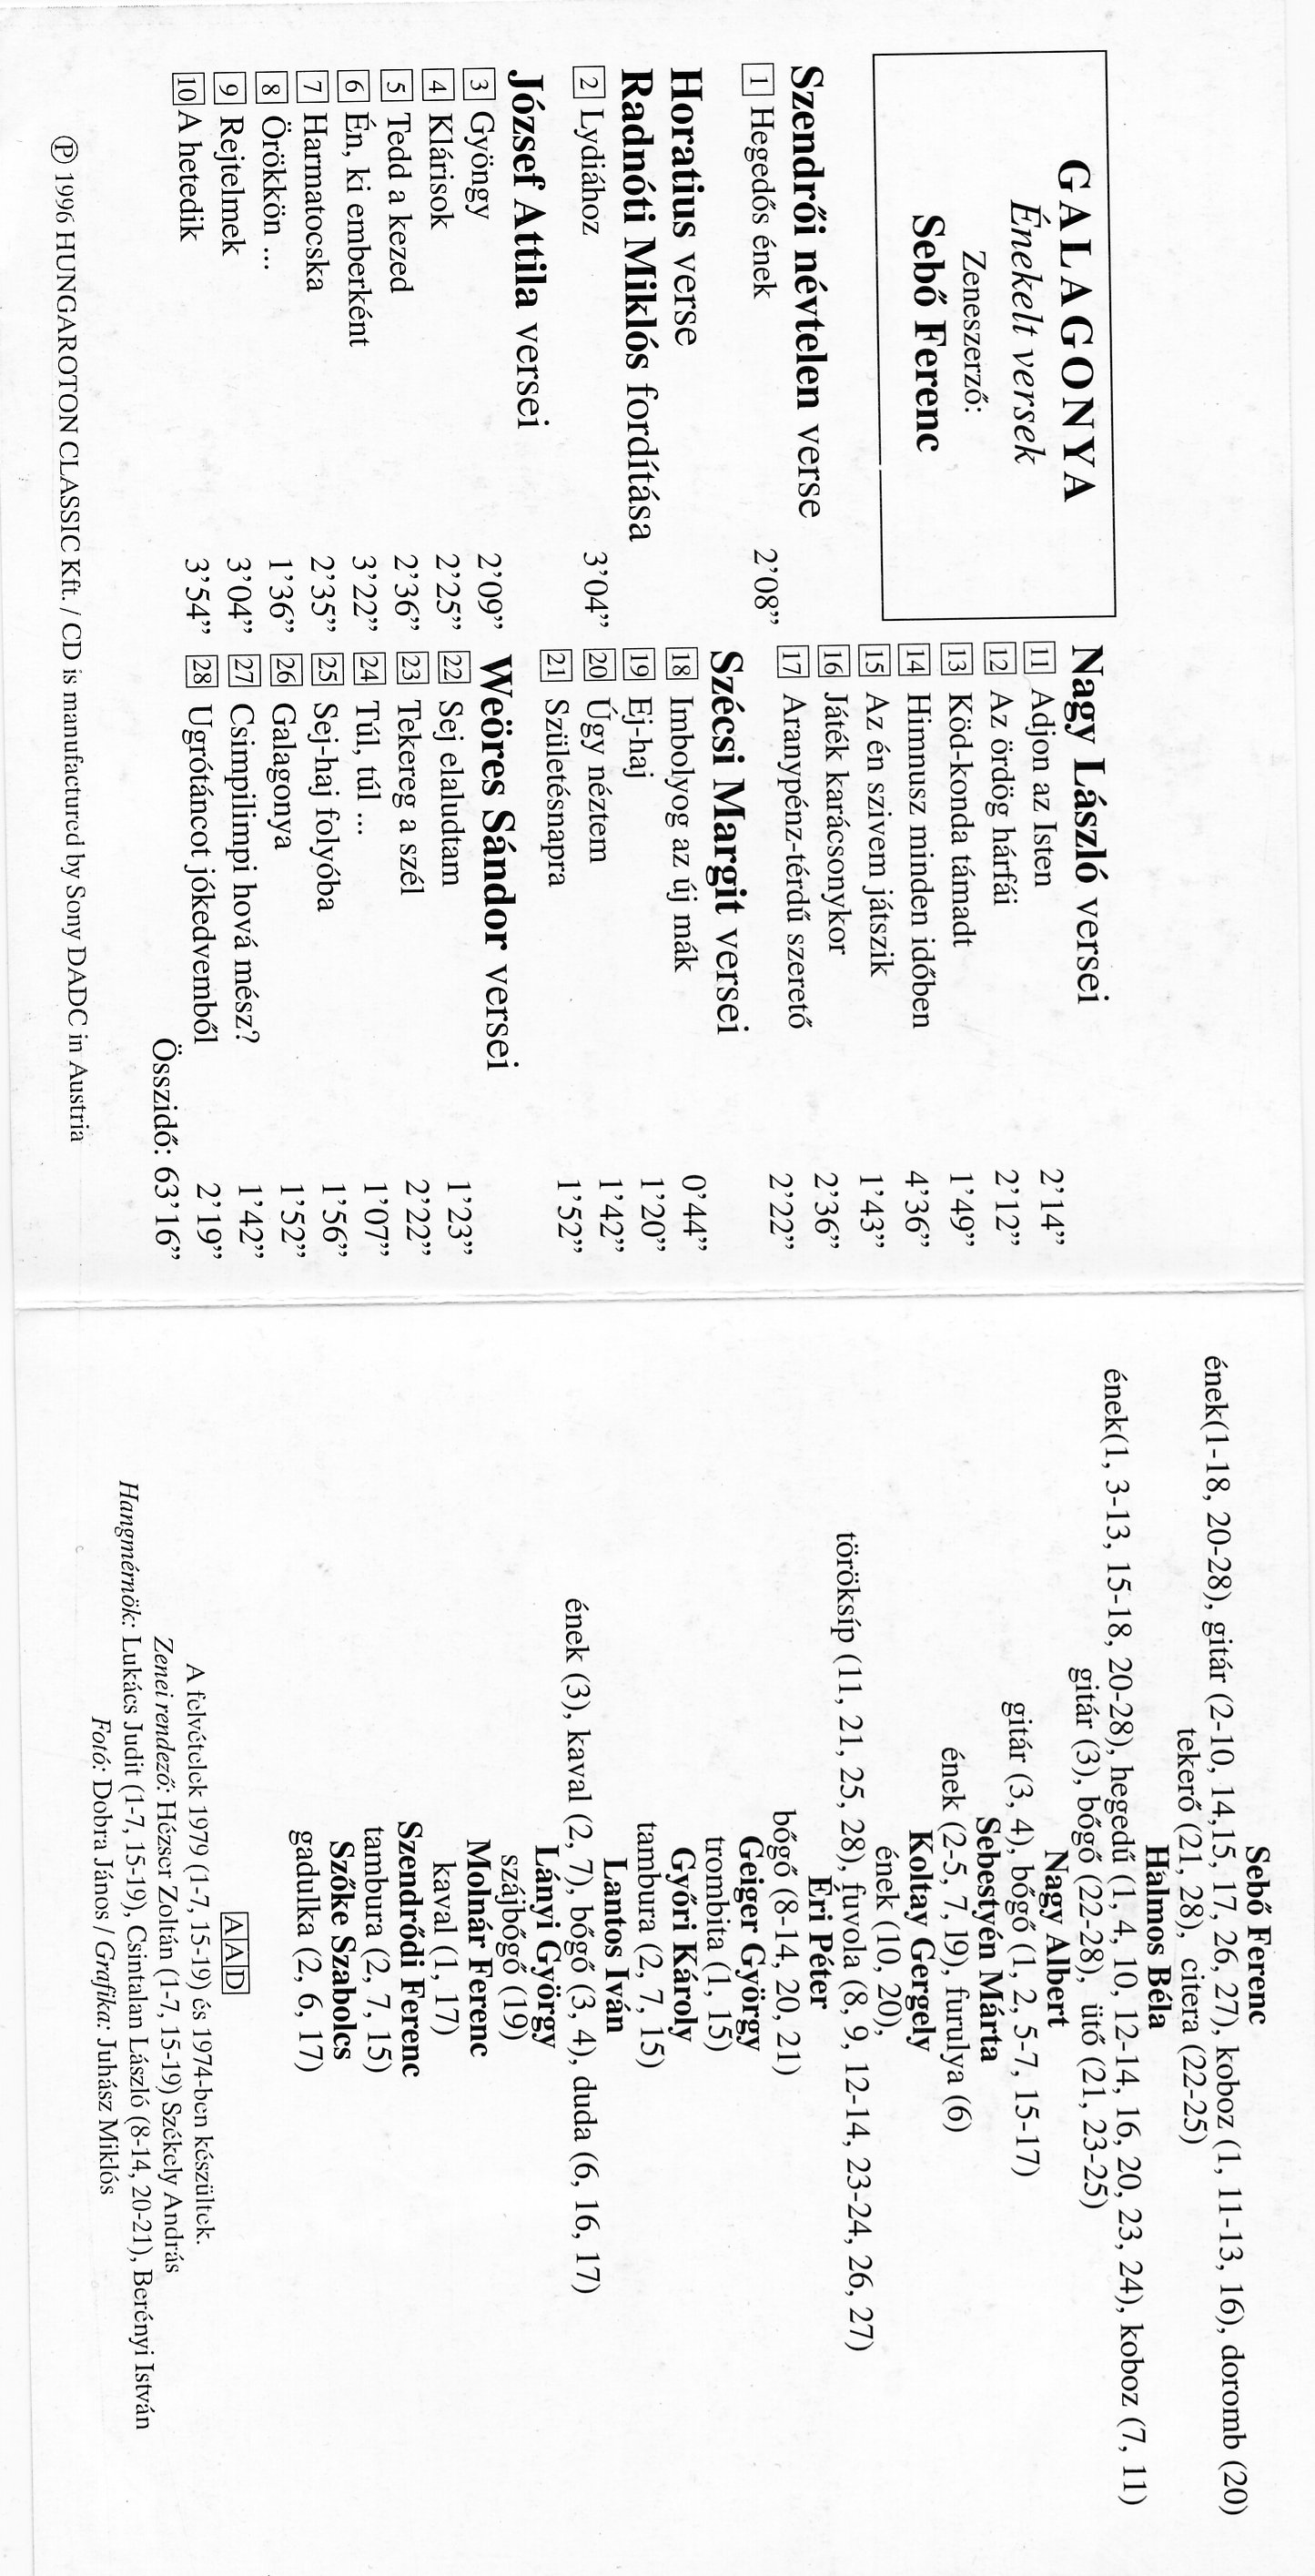 GALAGONYA
Énekelt versek
Zeneszerző:
Sebő Ferenc
Szendrői névtelen verse
1 Hegedős ének 2’08”
Horatius verse
Radnóti Miklós fordítása
2 Lydiához 3’04”
József Attila versei
3 Gyöngy 2’09”
4 Klárisok 2’25”
5 Tedd a kezed 2’36”
6 Én, ki emberként 3’22”
7 Harmatocska 2’35”
8 Örökkön ... 1’36”
9 Rejtelmek 3’04”
10 A hetedik 3’54”
Nagy László versei
11 Adjon az Isten 2’14”
12 Az ördög hárfái 2’12”
13 Köd-konda támadt 1’49”
14 Himnusz minden időben 4’36”
15 Az én szivem játszik 1’43”
16 Játék karácsonykor 2’36”
17 Aranypénz-térdű szerető 2’22”
Szécsi Margit versei
18 Imbolyog az új mák 0’44”
19 Ej-haj 1’20”
20 Úgy néztem 1’42”
21 Születésnapra 1’52”
Weöres Sándor versei
22 Sej elaludtam 1’23”
23 Tekereg a szél 2’22”
24 Túl, túl ... 1’07”
25 Sej-haj folyóba 1’56”
26 Galagonya 1’52”
27 Csimpilimpi hová mész? 1’42”
28 Ugrótáncot jókedvemből 2’19”
Összidő: 63’16”
Ⓟ 1996 HUNGAROTON CLASSIC Kft. / CD is manufactured by Sony DADC in Austria
Sebő Ferenc
ének(1-18, 20-28), gitár (2-10, 14,15, 17, 26, 27), koboz (1, 11-13, 16), doromb (20)
tekerő (21, 28), citera (22-25)
Halmos Béla
ének(1, 3-13, 15-18, 20-28), hegedű (1, 4, 10, 12-14, 16, 20, 23, 24), koboz (7, 11)
gitár (3), bőgő (22-28), ütő (21, 23-25)
Nagy Albert
gitár (3, 4), bőgő (1, 2, 5-7, 15-17)
Sebestyén Márta
ének (2-5, 7, 19), furulya (6)
Koltay Gergely
ének (10, 20),
töröksíp (11, 21, 25, 28), fuvola (8, 9, 12-14, 23-24, 26, 27)
Éri Péter
bőgő (8-14, 20, 21)
Geiger György
trombita (1, 15)
Győri Károly
tambura (2, 7, 15)
Lantos Iván
ének (3), kaval (2, 7), bőgő (3, 4), duda (6, 16, 17)
Lányi György
szájbőgő (19)
Molnár Ferenc
kaval (1, 17)
Szendrődi Ferenc
tambura (2, 7, 15)
Szőke Szabolcs
gadulka (2, 6, 17)
AAD
A felvételek 1979 (1-7, 15-19) és 1974-ben készültek.
Zenei rendező: Hézser Zoltán (1-7, 15-19) Székely András
Hangmérnök: Lukács Judit (1-7, 15-19), Csintalan László (8-14, 20-21), Berényi István
Fotó: Dobra János / Grafika: Juhász Miklós